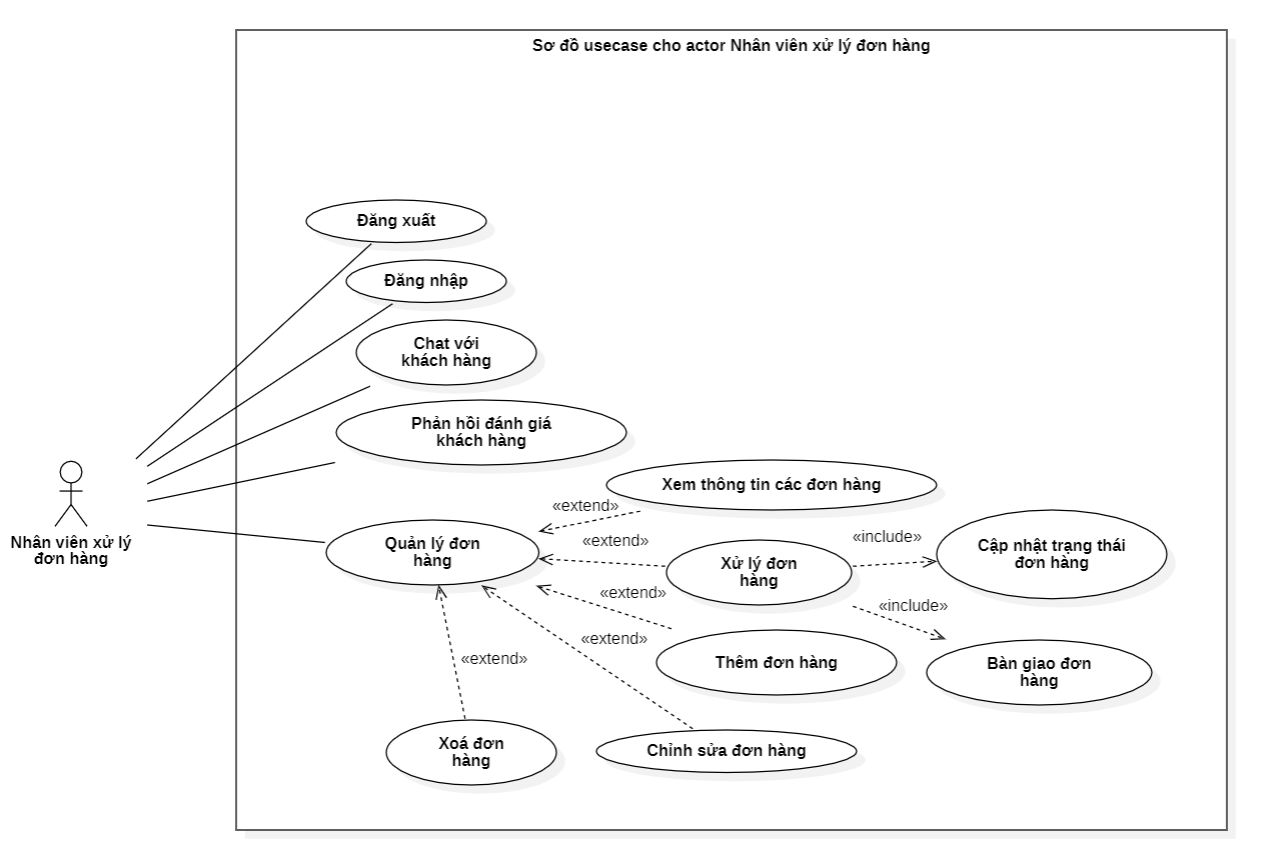 Sơ đồ usecase cho actor Nhân viên xử lý đơn hàng
Đăng xuất
Đăng nhập
Chat với
khách hàng
Phản hồi đánh giá
khách hàng
Nhân viên xử lý
đơn hàng
Quản lý đơn
hàng
Xem thông tin các đơn hàng
«extend»
«extend»
Xử lý đơn
hàng
«include»
Cập nhật trạng thái
đơn hàng
«extend»
«include»
«extend»
Thêm đơn hàng
Bàn giao đơn
hàng
«extend»
Xoá đơn
hàng
Chỉnh sửa đơn hàng